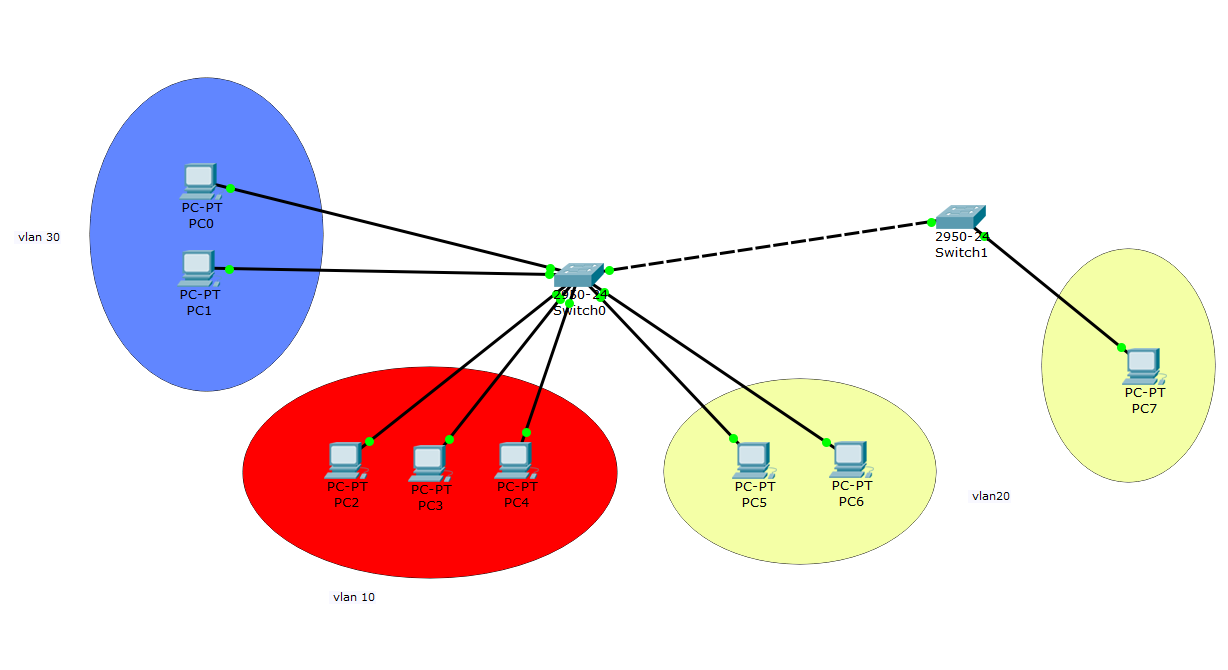 PC-PT
PC0
vlan 30
PC-PT
PC1
2950-24
Switch0
2950-24
Switch1
PC-PT
PC2
PC-PT
PC3
PC-PT
PC4
vlan 10
PC-PT
PC5
PC-PT
PC6
vlan20
PC-PT
PC7